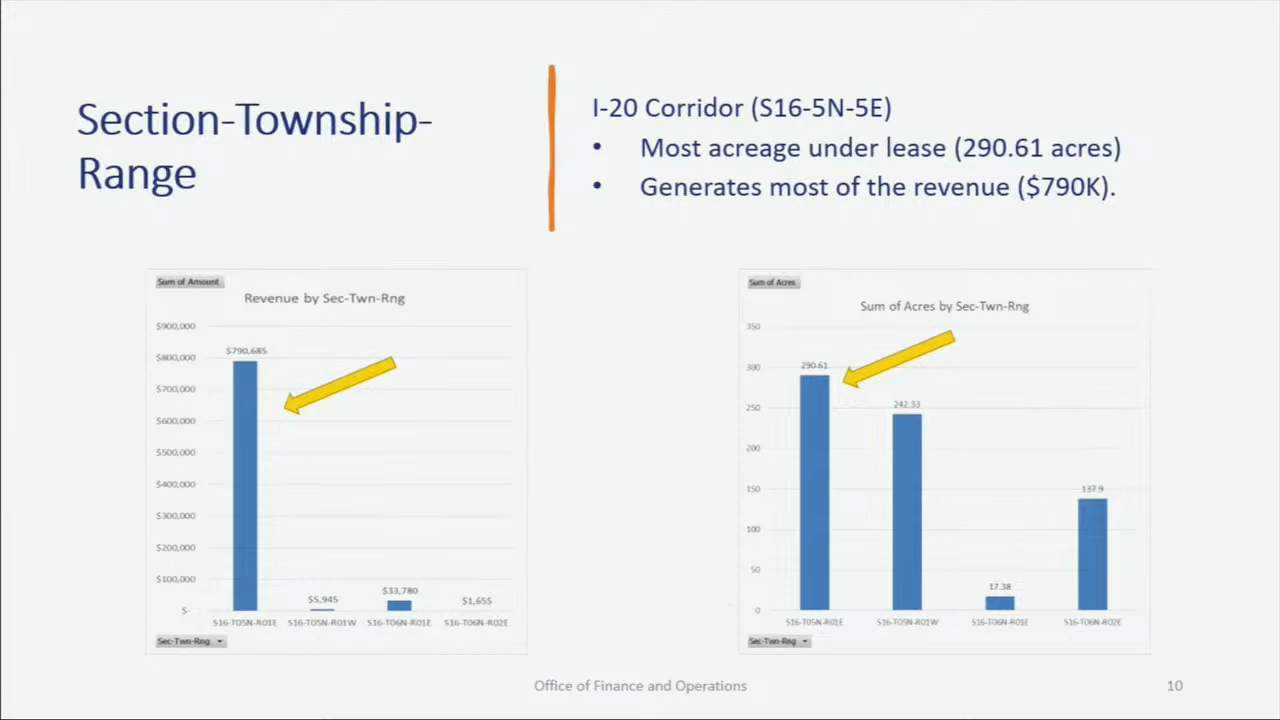 Section-Township-
Range
I-20 Corridor (S16-5N-5E)
• Most acreage under lease (290.61 acres)
• Generates most of the revenue ($790K).
Sum of Amount
Revenue by Sec-Twn-Rng
$900,000
$800,000
$700,000
$600,000
$500,000
$400,000
$300,000
$200,000
$100,000
$-
$790,685
$5,945
$33,780
$1,655
S16-T05N-R01E S16-T05N-R01W S16-T06N-R01E S16-T06N-R02E
Sec-Twn-Rng
Sum of Acres
Sum of Acres by Sec-Twn-Rng
350
300
250
200
150
100
50
0
290.61
242.33
17.38
137.9
S16-T05N-R01E S16-T05N-R01W S16-T06N-R01E S16-T06N-R02E
Sec-Twn-Rng
Office of Finance and Operations
10